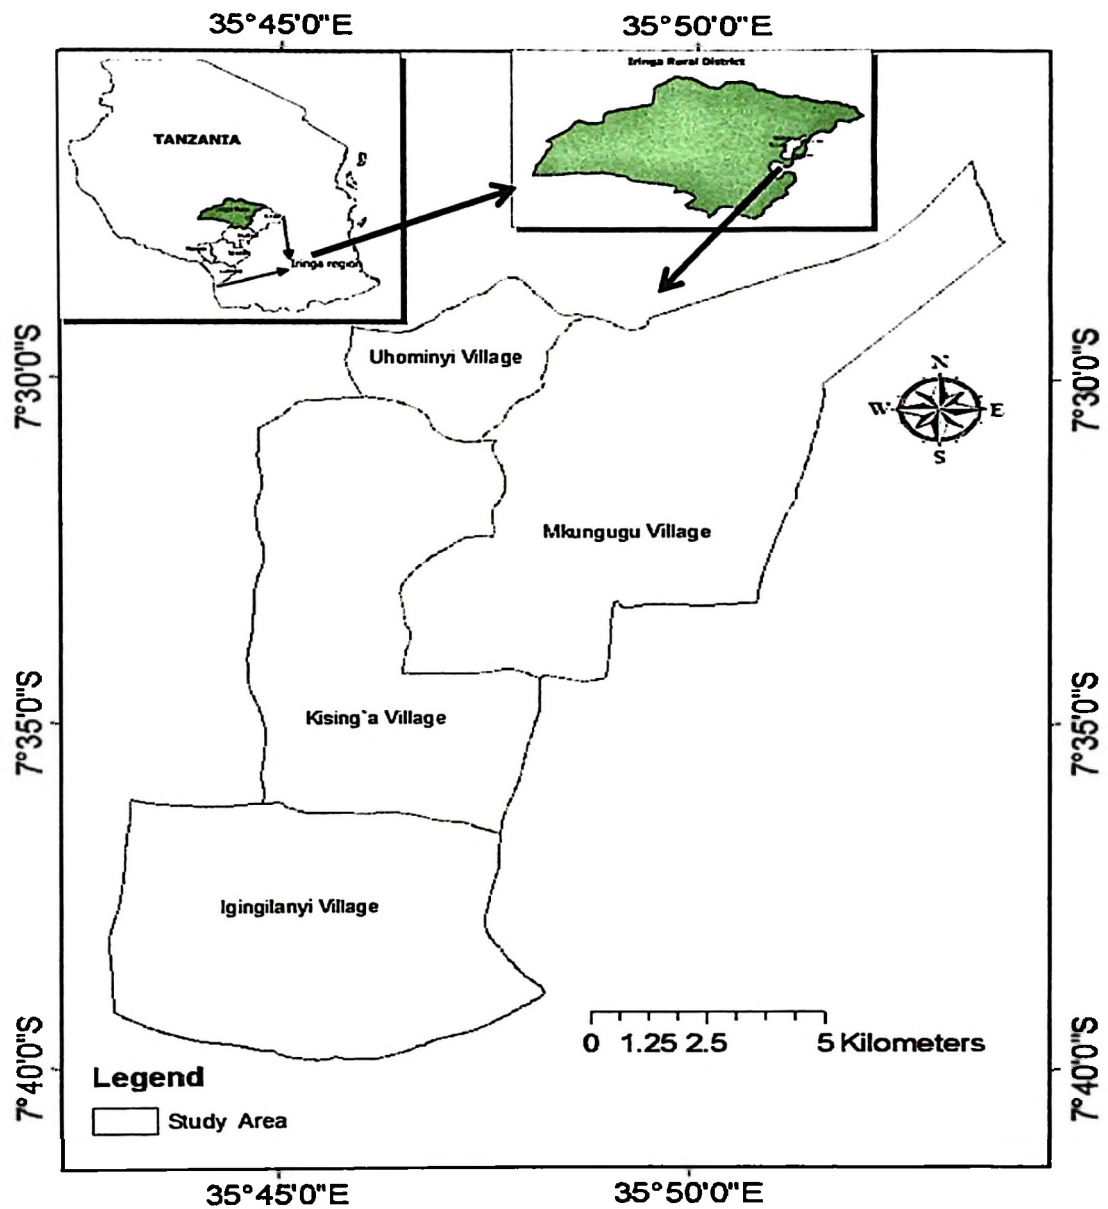 35°45'0"E
35°50'0"E
Iringa Rural District
TANZANIA
Iringa region
Uhominyi Village
7°30'0"S
7°30'0"S
N
W
E
S
Mkungugu Village
Kising`a Village
7°35'0"S
7°35'0"S
Igingilanyi Village
0 1.25 2.5 5 Kilometers
Legend
Study Area
7°40'0"S
7°40'0"S
35°45'0"E
35°50'0"E